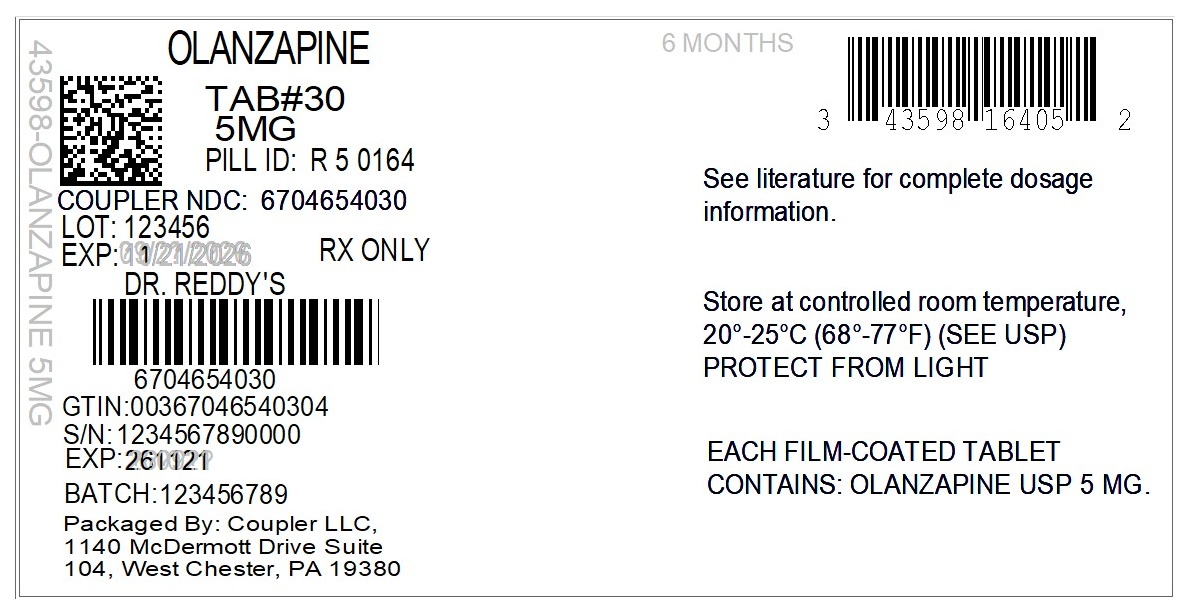 43598-OLANZAPINE 5MG
OLANZAPINE
TAB#30
5MG
PILL ID: R 5 0164
COUPLER NDC: 6704654030
LOT: 123456
EXP:
RX ONLY
DR. REDDY'S
6704654030
GTIN:00367046540304
S/N:1234567890000
EXP:
BATCH:123456789
Packaged By: Coupler LLC,
1140 McDermott Drive Suite
104, West Chester, PA 19380
6 MONTHS
3 43598 16405 2
See literature for complete dosage
information.
Store at controlled room temperature,
20°-25°C (68°-77°F) (SEE USP)
PROTECT FROM LIGHT
EACH FILM-COATED TABLET
CONTAINS: OLANZAPINE USP 5 MG.